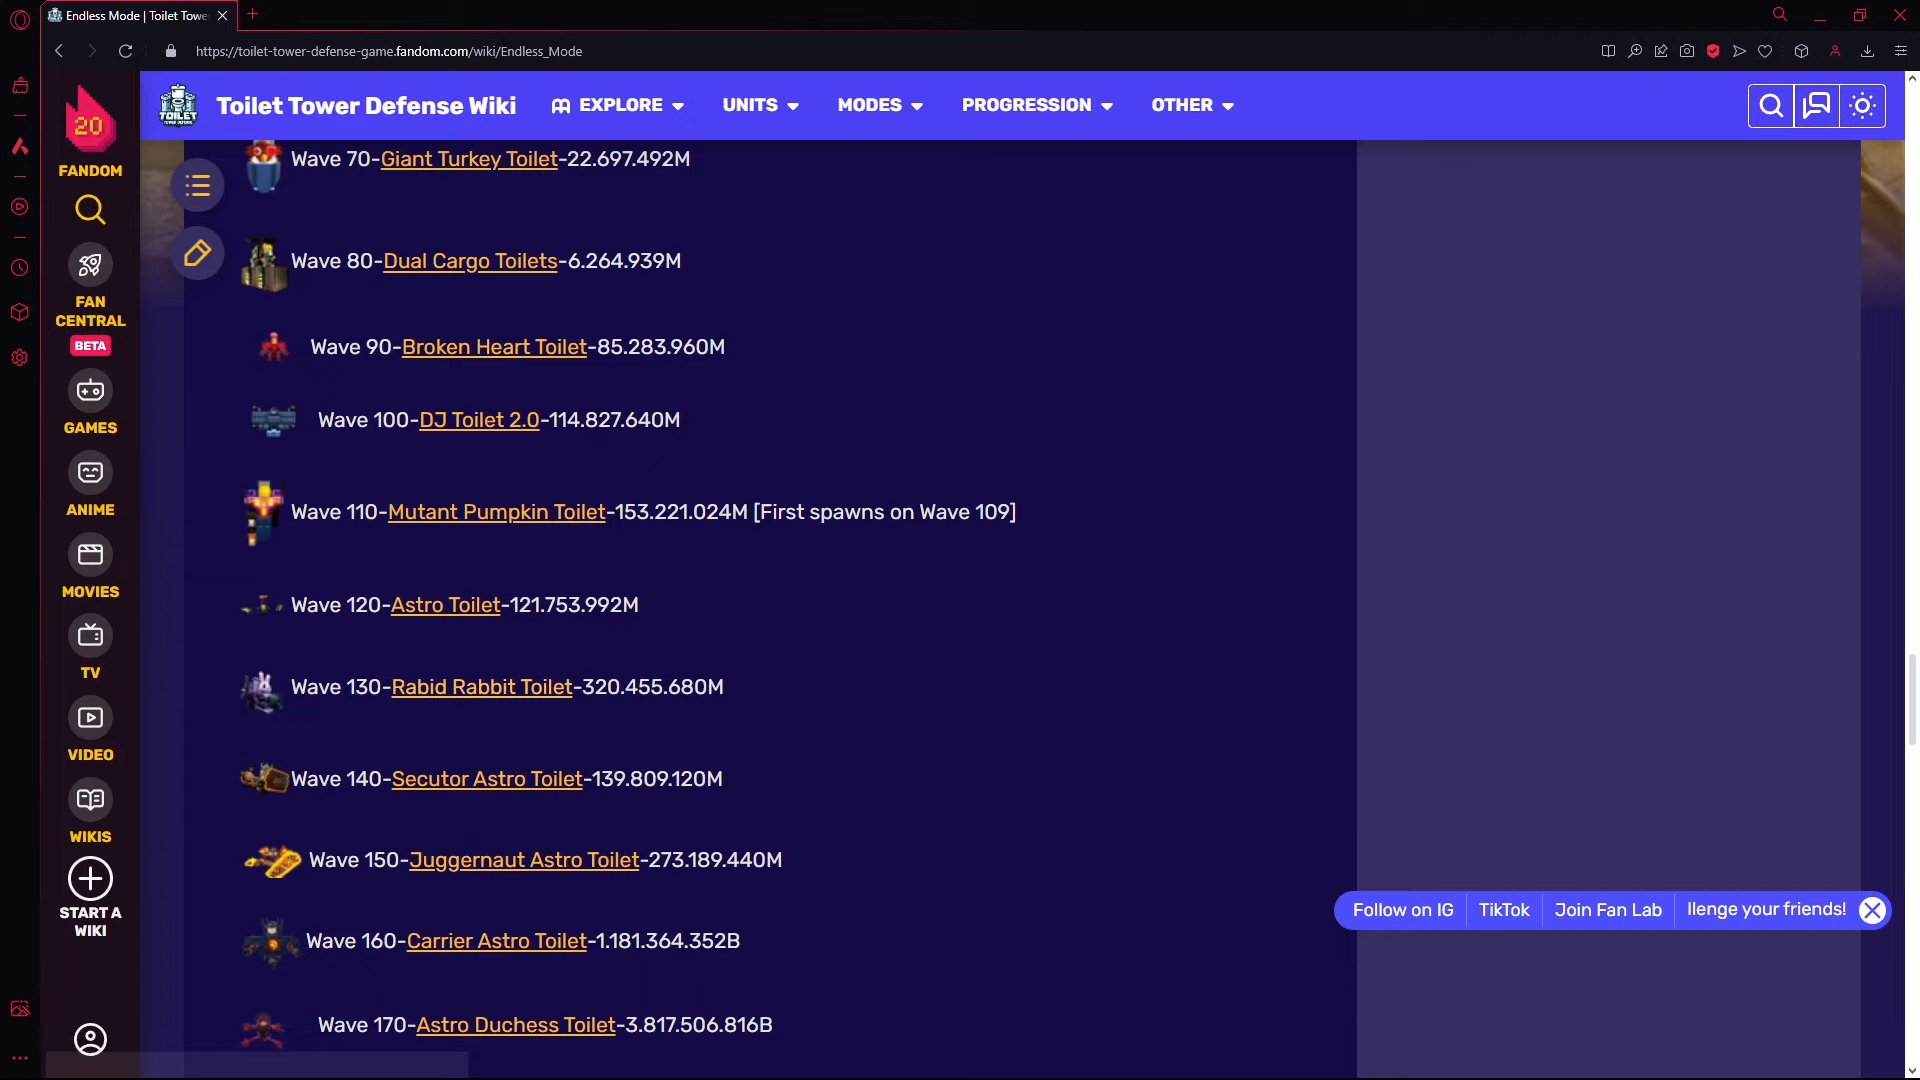 Endless Mode | Toilet Towe
https://toilet-tower-defense-game.fandom.com/wiki/Endless_Mode
Toilet Tower Defense Wiki
EXPLORE
UNITS
MODES
PROGRESSION
OTHER
20
FANDOM
FAN
CENTRAL
BETA
GAMES
ANIME
MOVIES
TV
VIDEO
WIKIS
START A
WIKI
Wave 70-Giant Turkey Toilet-22.697.492M
Wave 80-Dual Cargo Toilets-6.264.939M
Wave 90-Broken Heart Toilet-85.283.960M
Wave 100-DJ Toilet 2.0-114.827.640M
Wave 110-Mutant Pumpkin Toilet-153.221.024M [First spawns on Wave 109]
Wave 120-Astro Toilet-121.753.992M
Wave 130-Rabid Rabbit Toilet-320.455.680M
Wave 140-Secutor Astro Toilet-139.809.120M
Wave 150-Juggernaut Astro Toilet-273.189.440M
Wave 160-Carrier Astro Toilet-1.181.364.352B
Wave 170-Astro Duchess Toilet-3.817.506.816B
Follow on IG
TikTok
Join Fan Lab
llenge your friends!